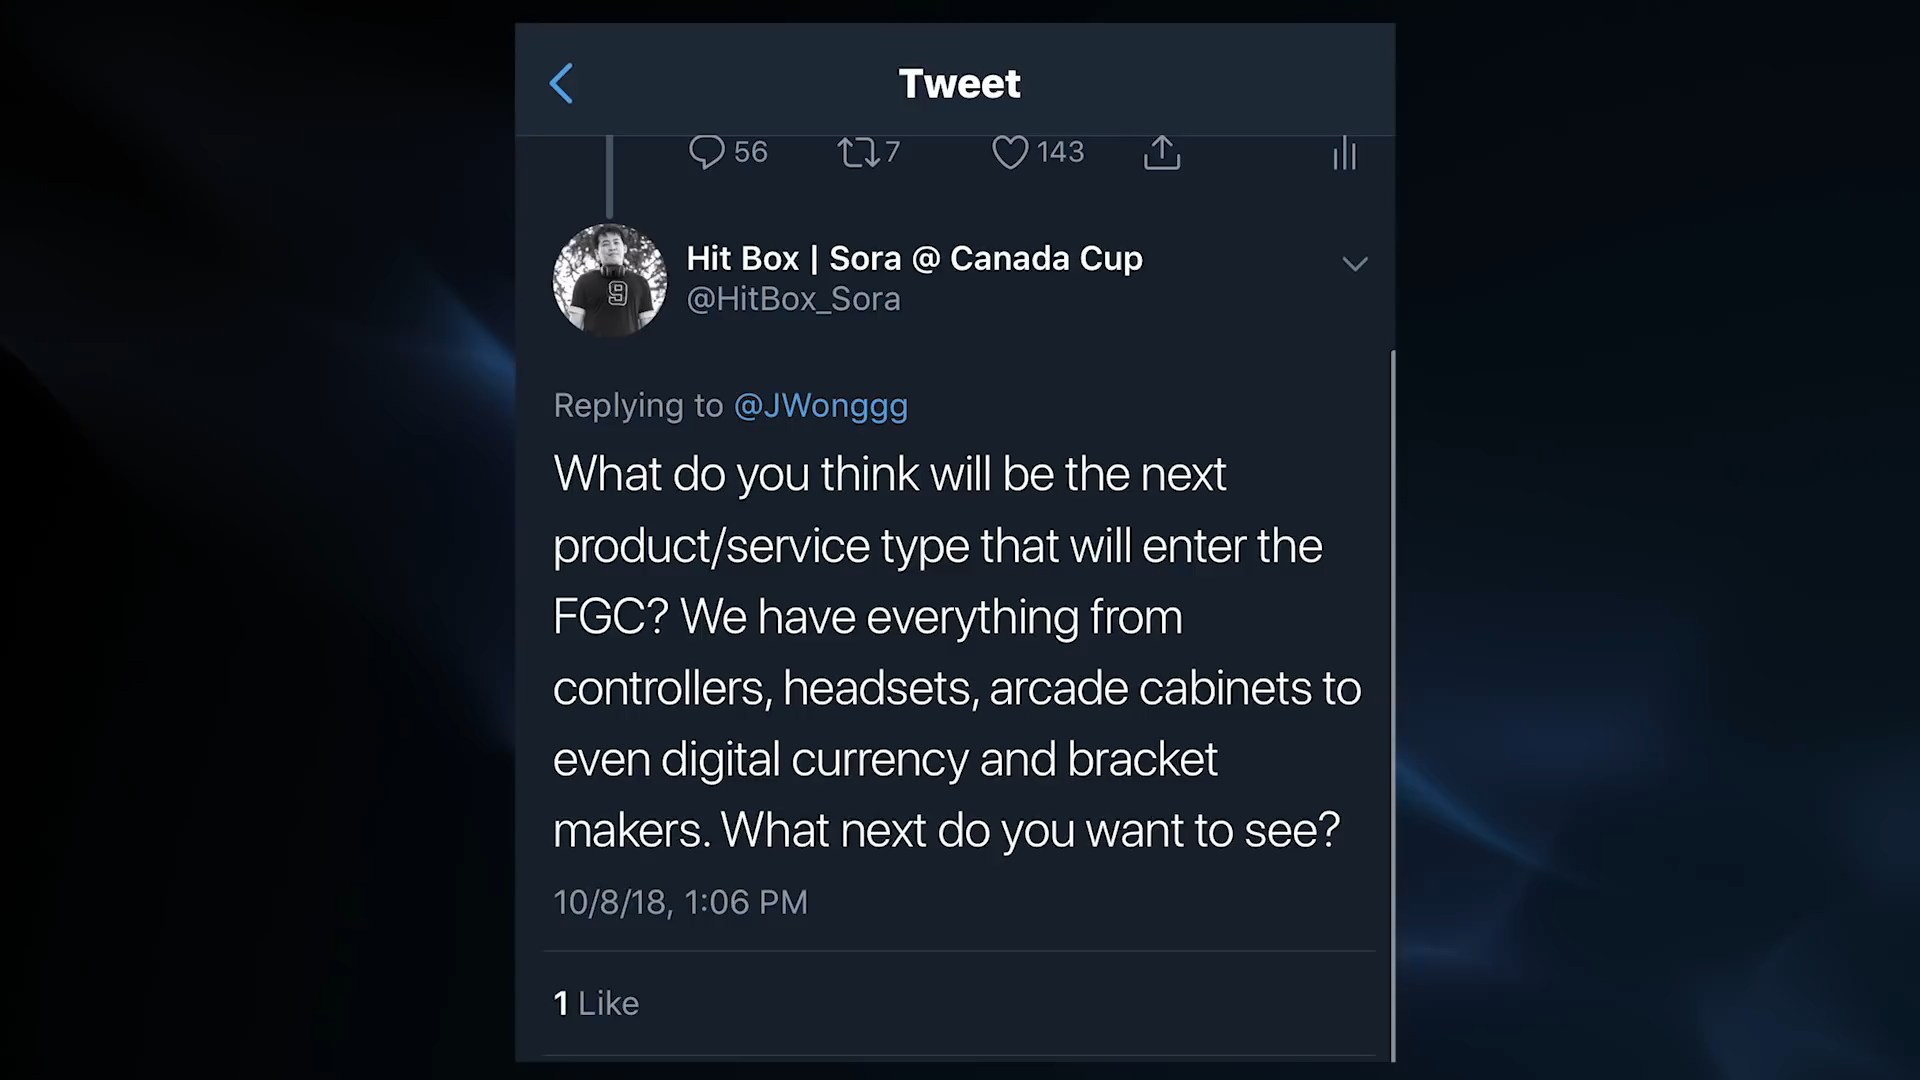 Tweet
56 7 143
Hit Box | Sora @ Canada Cup
@HitBox_Sora
9
Replying to @JWonggg
What do you think will be the next
product/service type that will enter the
FGC? We have everything from
controllers, headsets, arcade cabinets to
even digital currency and bracket
makers. What next do you want to see?
10/8/18, 1:06 PM
1 Like